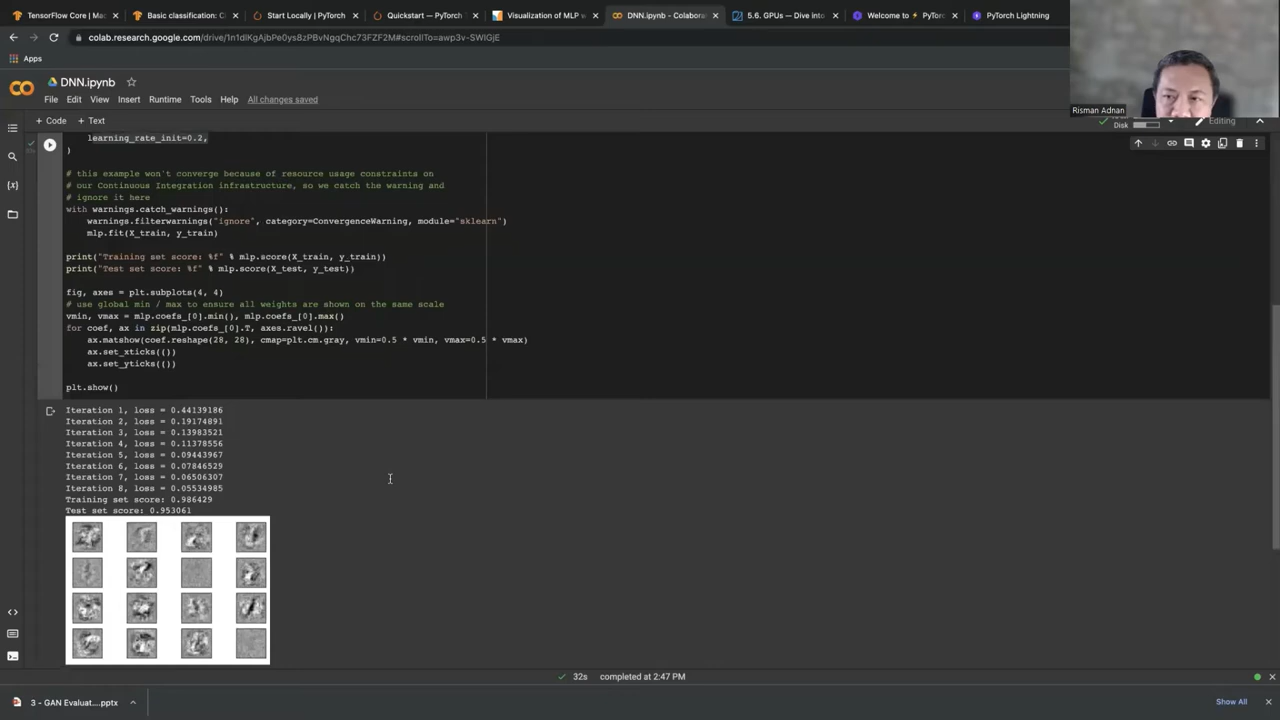 TensorFlow Core | Mac
Basic classification: Cl
Start Locally | PyTorch
Quickstart — PyTorch T
Visualization of MLP w
DNN.ipynb - Colabora
5.6. GPUs — Dive into
Welcome to ⚡ PyTor
PyTorch Lightning
colab.research.google.com/drive/1n1dlKgAjbPe0ys8zPBvNgqChc73FZF2M#scrollTo=awp3v-SWIGjE
Apps
DNN.ipynb
File Edit View Insert Runtime Tools Help All changes saved
Risman Adnan
+ Code + Text
Disk
Editing
learning_rate_init=0.2,
)
# this example won't converge because of resource usage constraints on
# our Continuous Integration infrastructure, so we catch the warning and
# ignore it here
with warnings.catch_warnings():
warnings.filterwarnings("ignore", category=ConvergenceWarning, module="sklearn")
mlp.fit(X_train, y_train)
print("Training set score: %f" % mlp.score(X_train, y_train))
print("Test set score: %f" % mlp.score(X_test, y_test))
fig, axes = plt.subplots(4, 4)
# use global min / max to ensure all weights are shown on the same scale
vmin, vmax = mlp.coefs_[0].min(), mlp.coefs_[0].max()
for coef, ax in zip(mlp.coefs_[0].T, axes.ravel()):
ax.matshow(coef.reshape(28, 28), cmap=plt.cm.gray, vmin=0.5 * vmin, vmax=0.5 * vmax)
ax.set_xticks(())
ax.set_yticks(())
plt.show()
Iteration 1, loss = 0.44139186
Iteration 2, loss = 0.19174891
Iteration 3, loss = 0.13983521
Iteration 4, loss = 0.11378556
Iteration 5, loss = 0.09443967
Iteration 6, loss = 0.07846529
Iteration 7, loss = 0.06506307
Iteration 8, loss = 0.05534985
Training set score: 0.986429
Test set score: 0.953061
32s completed at 2:47 PM
3 - GAN Evaluat....pptx
Show All